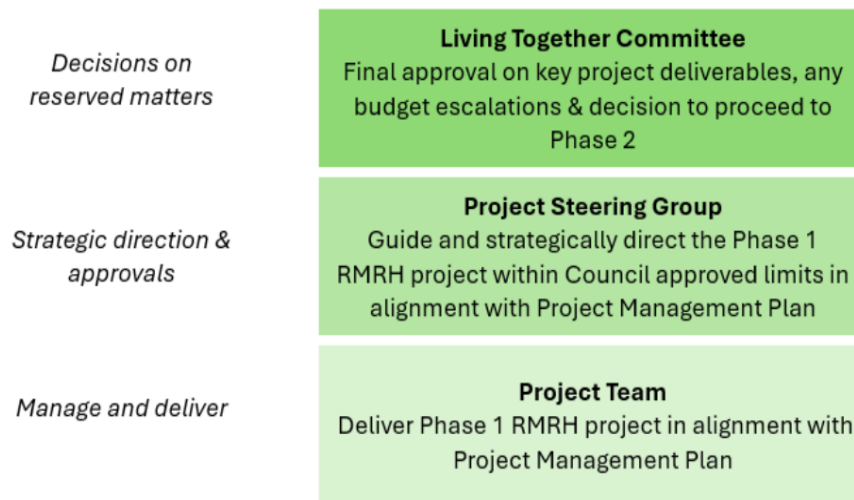 Decisions on
reserved matters
Living Together Committee
Final approval on key project deliverables, any
budget escalations & decision to proceed to
Phase 2
Strategic direction &
approvals
Project Steering Group
Guide and strategically direct the Phase 1
RMRH project within Council approved limits in
alignment with Project Management Plan
Manage and deliver
Project Team
Deliver Phase 1 RMRH project in alignment with
Project Management Plan